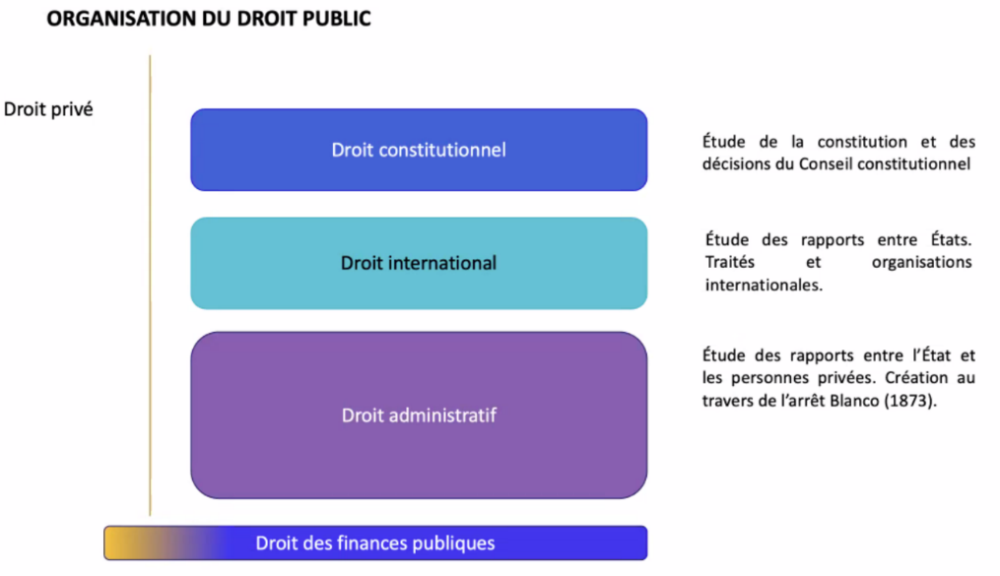 ORGANISATION DU DROIT PUBLIC
Droit privé
Droit constitutionnel
Étude de la constitution et des
décisions du Conseil constitutionnel
Droit international
Étude des rapports entre États.
Traités et organisations
internationales.
Droit administratif
Étude des rapports entre l’État et
les personnes privées. Création au
travers de l’arrêt Blanco (1873).
Droit des finances publiques